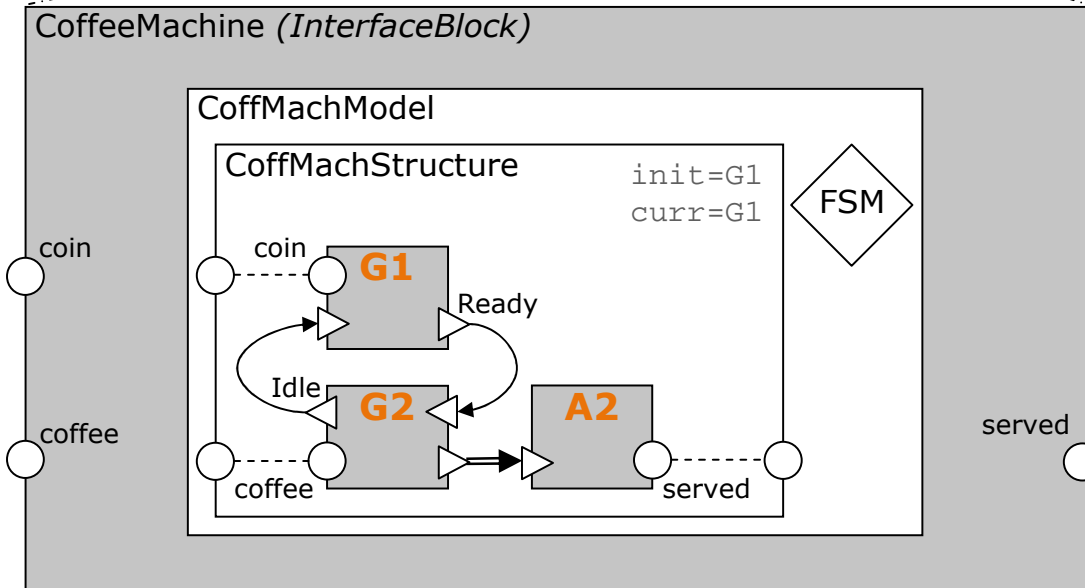 CoffeeMachine (InterfaceBlock)
CoffMachModel
CoffMachStructure
init=G1
curr=G1
FSM
coin
coin
G1
Ready
Idle
G2
A2
coffee
coffee
served
served